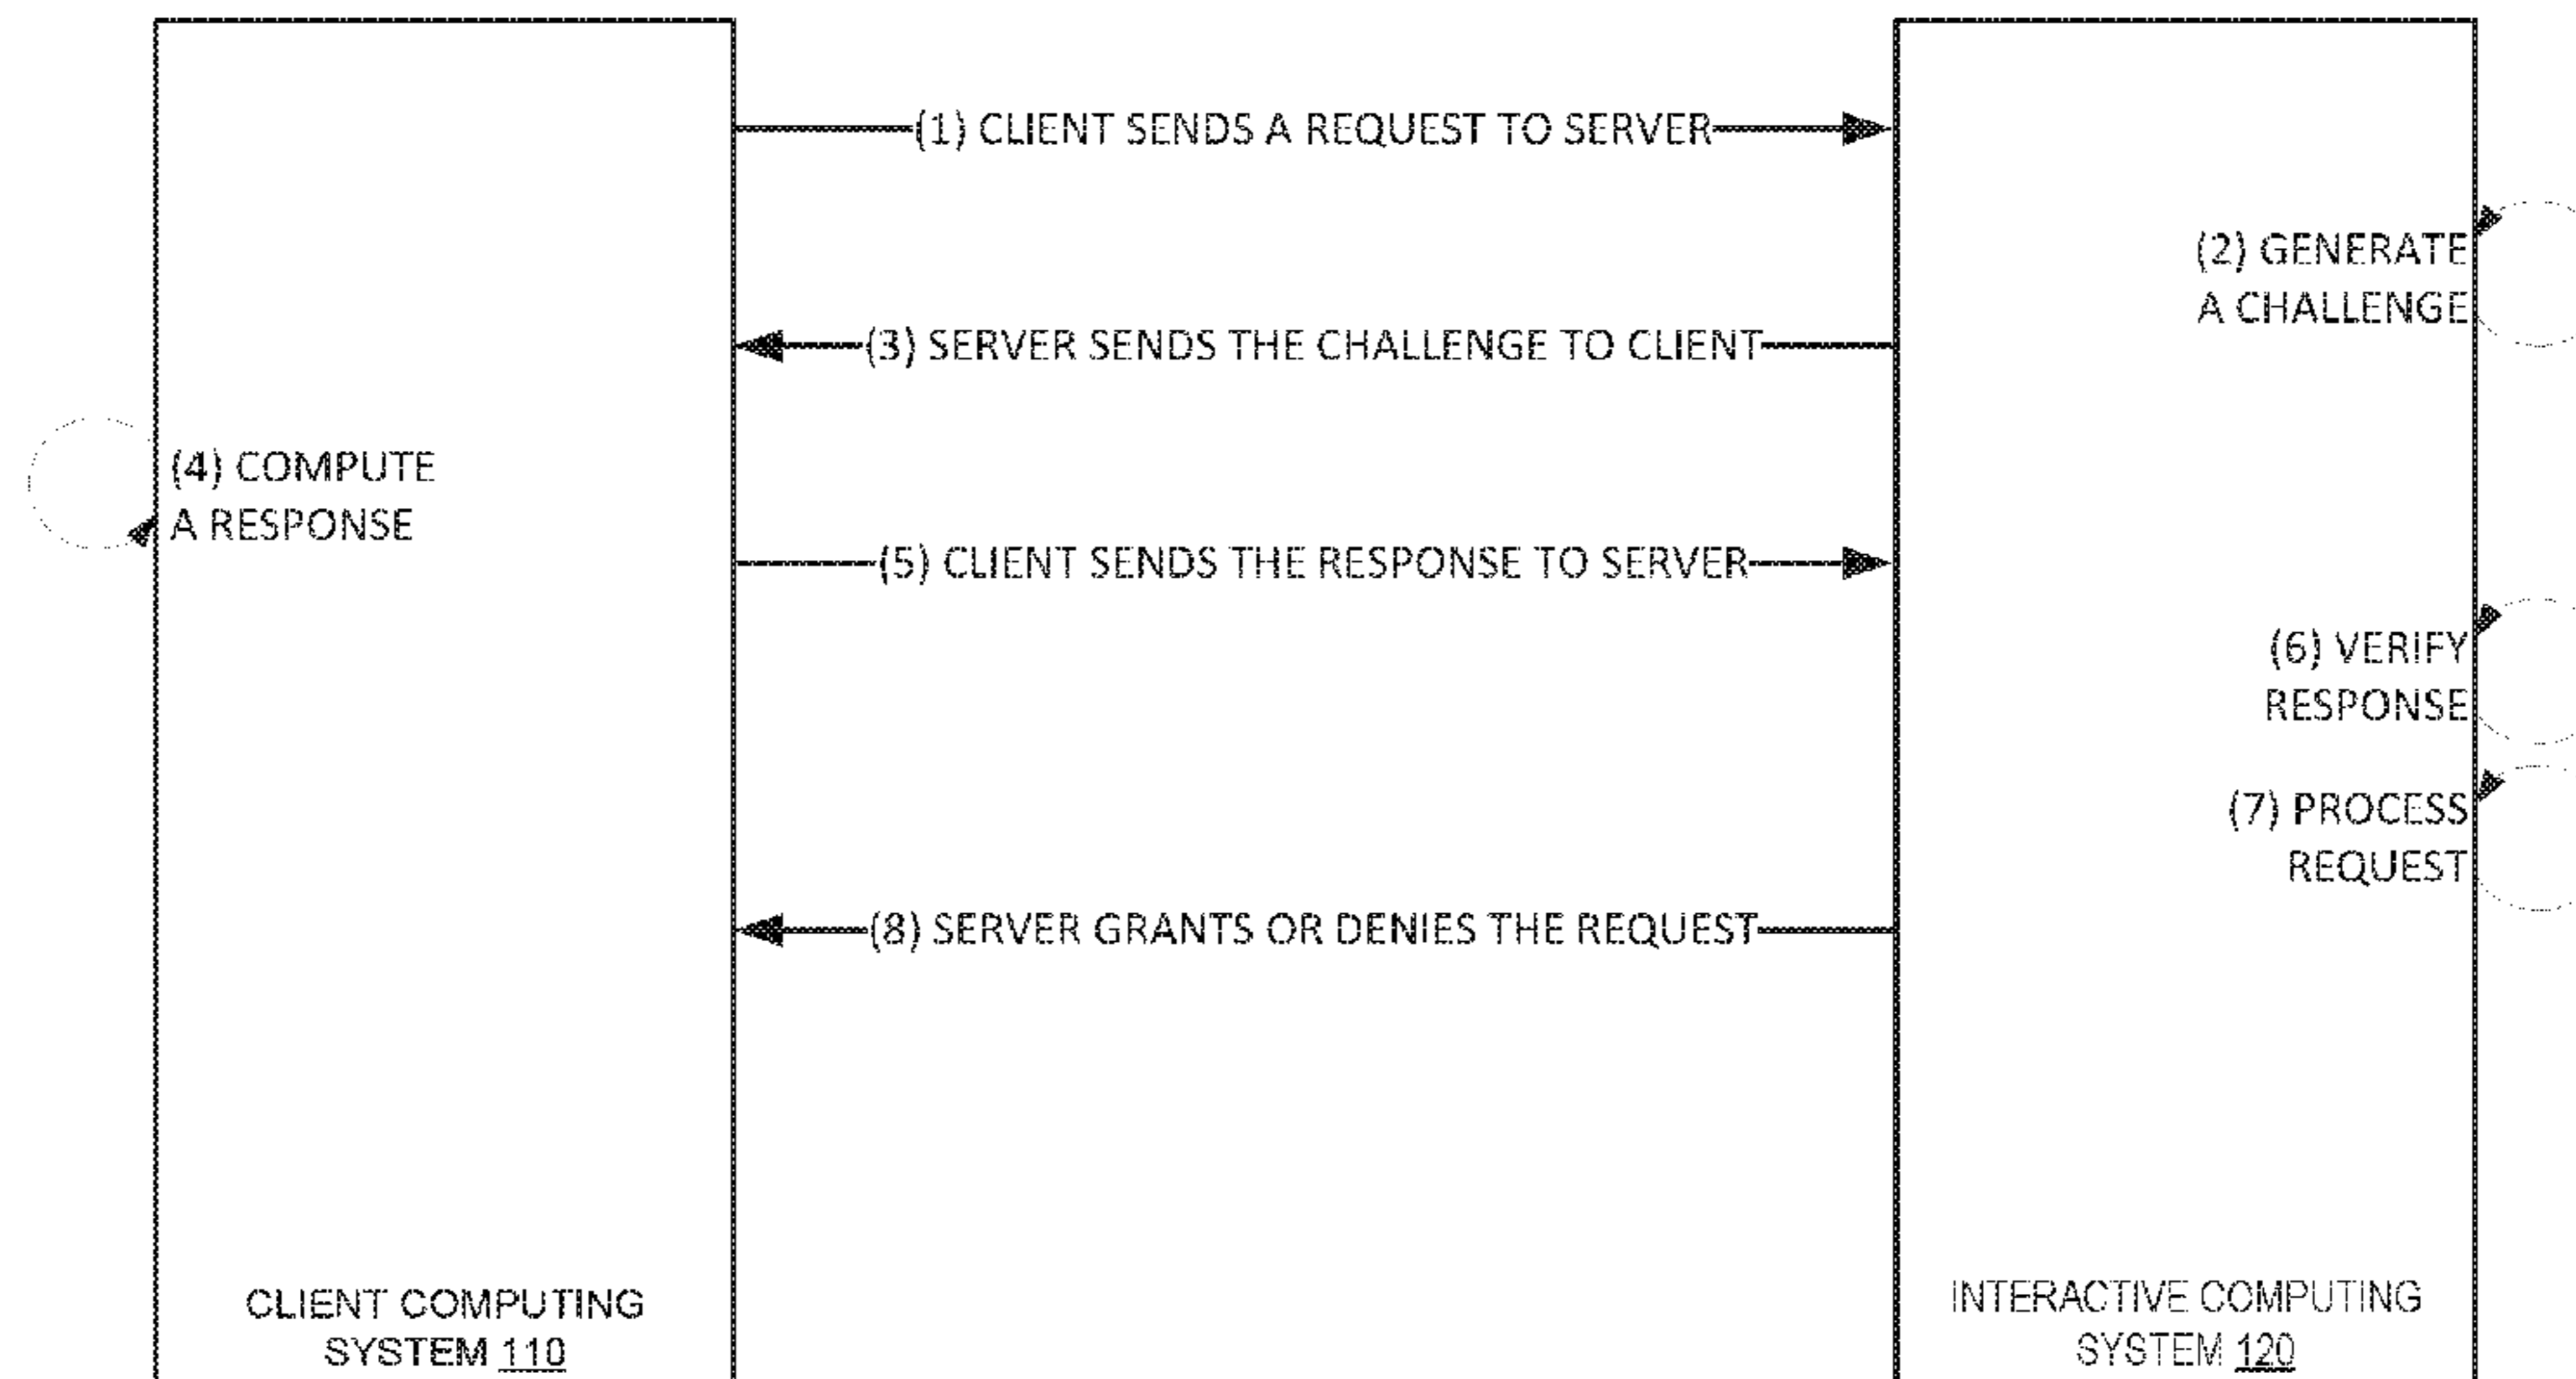 (1) CLIENT SENDS A REQUEST TO SERVER
(2) GENERATE
A CHALLENGE
(3) SERVER SENDS THE CHALLENGE TO CLIENT
(4) COMPUTE
A RESPONSE
(5) CLIENT SENDS THE RESPONSE TO SERVER
(6) VERIFY
RESPONSE
(7) PROCESS
REQUEST
(8) SERVER GRANTS OR DENIES THE REQUEST
CLIENT COMPUTING
SYSTEM 110
INTERACTIVE COMPUTING
SYSTEM 120